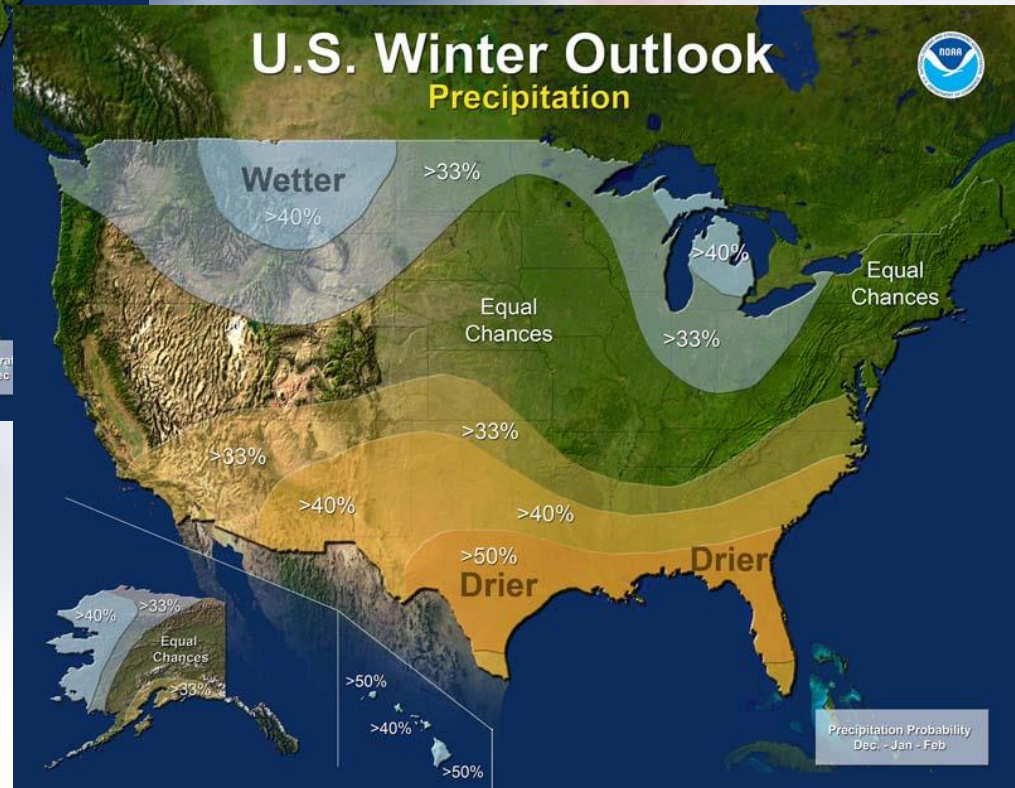 U.S. Winter Outlook
Precipitation
NOAA
Wetter
>40%
>33%
>40%
Equal
Chances
Equal
Chances
>33%
>33%
>33%
>40%
>40%
>50%
Drier
Drier
>40%
>33%
Equal
Chances
>33%
>50%
>40%
>50%
Precipitation Probability
Dec. - Jan - Feb